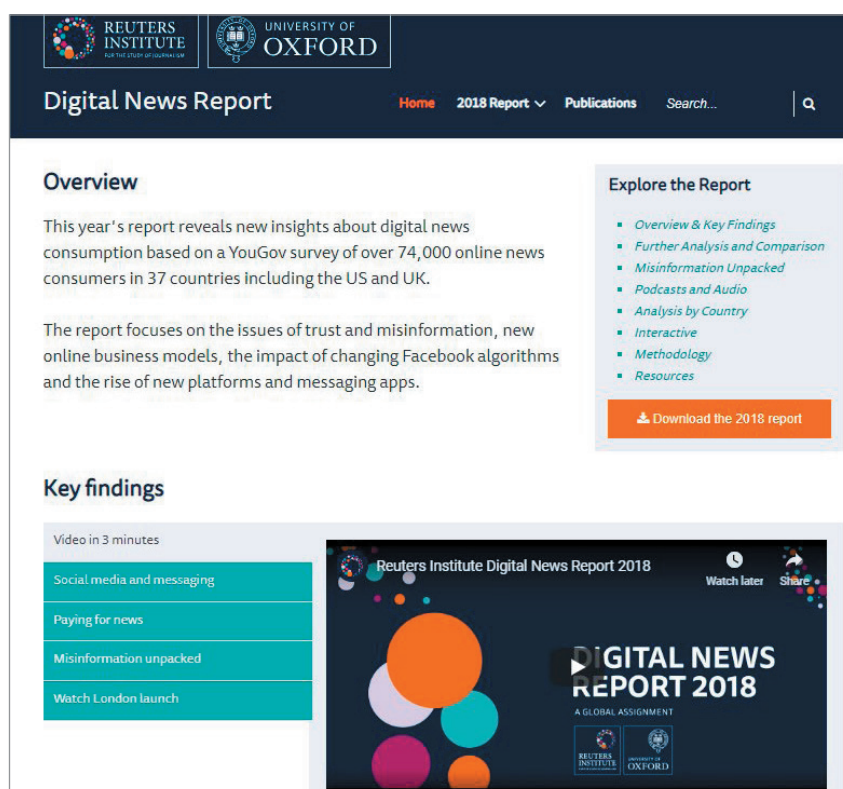 REUTERS
INSTITUTE
FOR THE STUDY OF JOURNALISM
UNIVERSITY OF
OXFORD
Digital News Report
Home
2018 Report
Publications
Search...
Overview
This year's report reveals new insights about digital news
consumption based on a YouGov survey of over 74,000 online news
consumers in 37 countries including the US and UK.
The report focuses on the issues of trust and misinformation, new
online business models, the impact of changing Facebook algorithms
and the rise of new platforms and messaging apps.
Explore the Report
Overview & Key Findings
Further Analysis and Comparison
Misinformation Unpacked
Podcasts and Audio
Analysis by Country
Interactive
Methodology
Resources
Download the 2018 report
Key findings
Video in 3 minutes
Social media and messaging
Paying for news
Misinformation unpacked
Watch London launch
Reuters Institute Digital News Report 2018
Watch later
Share
DIGITAL NEWS
REPORT 2018
A GLOBAL ASSIGNMENT
REUTERS
INSTITUTE
UNIVERSITY OF
OXFORD